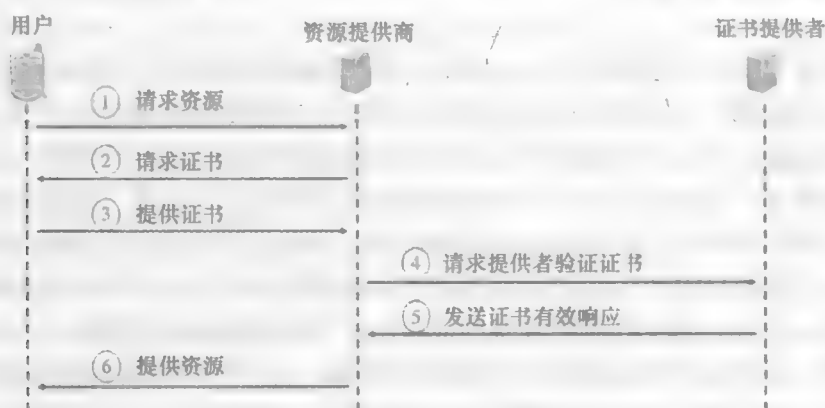 用户
资源提供商
证书提供者
① 请求资源
② 请求证书
③ 提供证书
④ 请求提供者验证证书
⑤ 发送证书有效响应
⑥ 提供资源